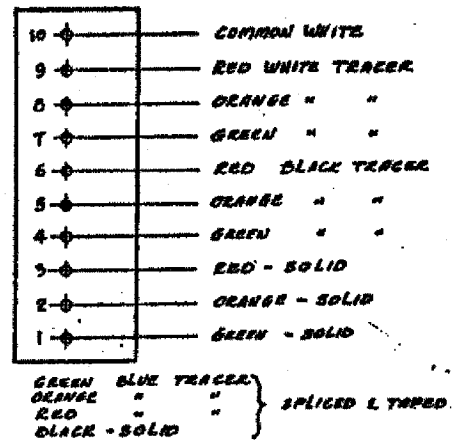 10 COMMON WHITE
9 RED WHITE TRACER
8 ORANGE " "
7 GREEN " "
6 RED BLACK TRACER
5 ORANGE " "
4 GREEN " "
3 RED - SOLID
2 ORANGE - SOLID
1 GREEN - SOLID
GREEN BLUE TRACER
ORANGE " "
RED " "
BLACK - SOLID
} SPLICED & TAPED